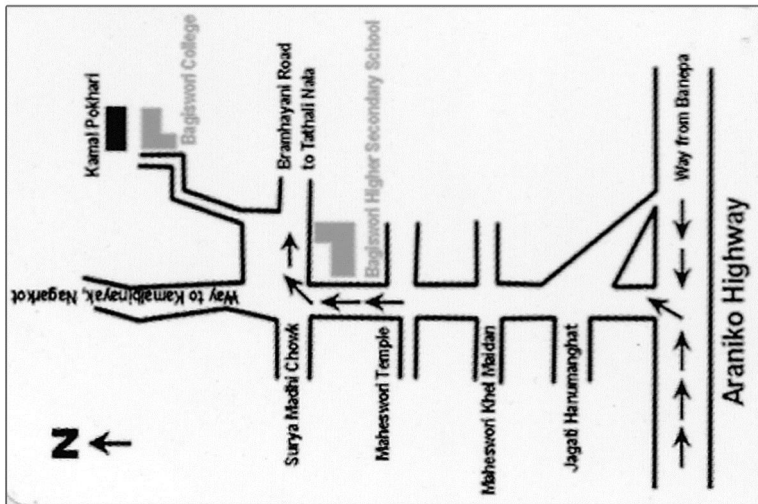 Kamal Pokhari
Bagiswori College
Bramhayani Road
to Tathali Nala
Bagiswori Higher Secondary School
Way to Kamalbinayak, Nagarkot
Surya Madhi Chowk
Maheswori Temple
Maheswori Khel Maidan
Jagati Hanumanghat
Way from Banepa
Araniko Highway
N